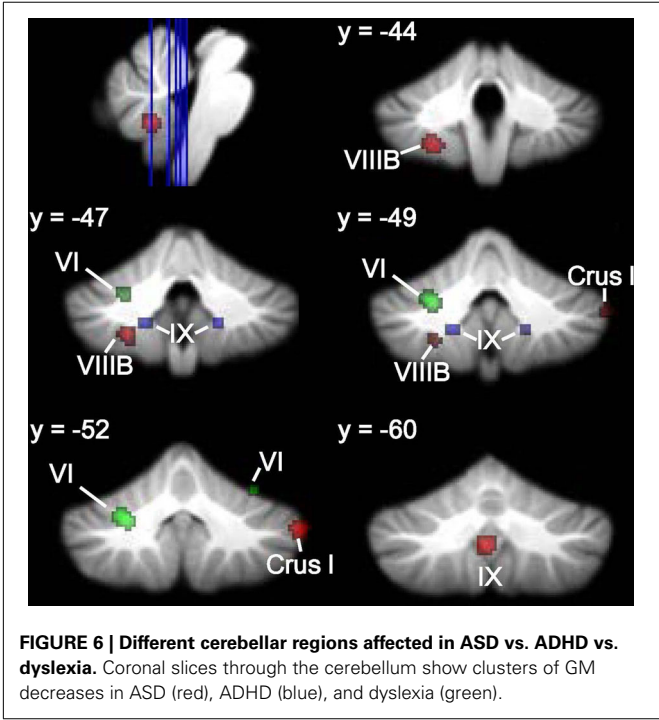 y = -44
VIIIB
y = -47
VI
IX
VIIIB
y = -49
VI
Crus I
IX
VIIIB
y = -52
VI
VI
Crus I
y = -60
IX
FIGURE 6 | Different cerebellar regions affected in ASD vs. ADHD vs.
dyslexia. Coronal slices through the cerebellum show clusters of GM
decreases in ASD (red), ADHD (blue), and dyslexia (green).